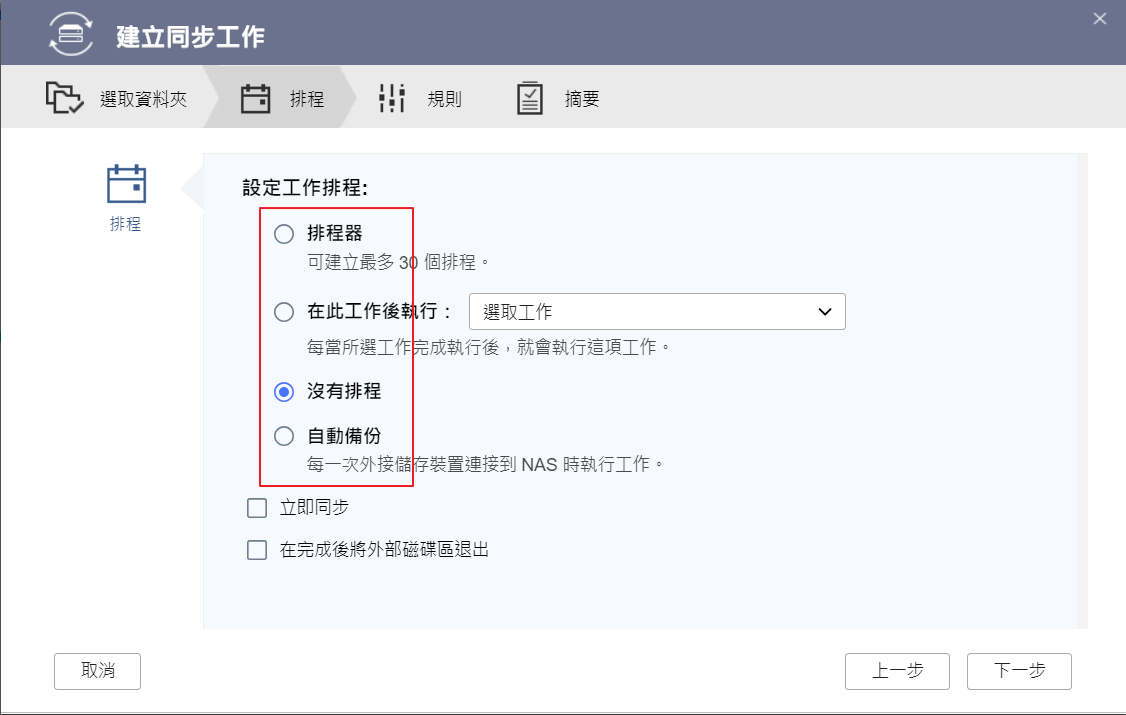 建立同步工作
選取資料夾
排程
規則
摘要
排程
設定工作排程:
排程器
可建立最多 30 個排程。
在此工作後執行： 選取工作
每當所選工作完成執行後，就會執行這項工作。
沒有排程
自動備份
每一次外接儲存裝置連接到 NAS 時執行工作。
立即同步
在完成後將外部磁碟區退出
取消
上一步
下一步